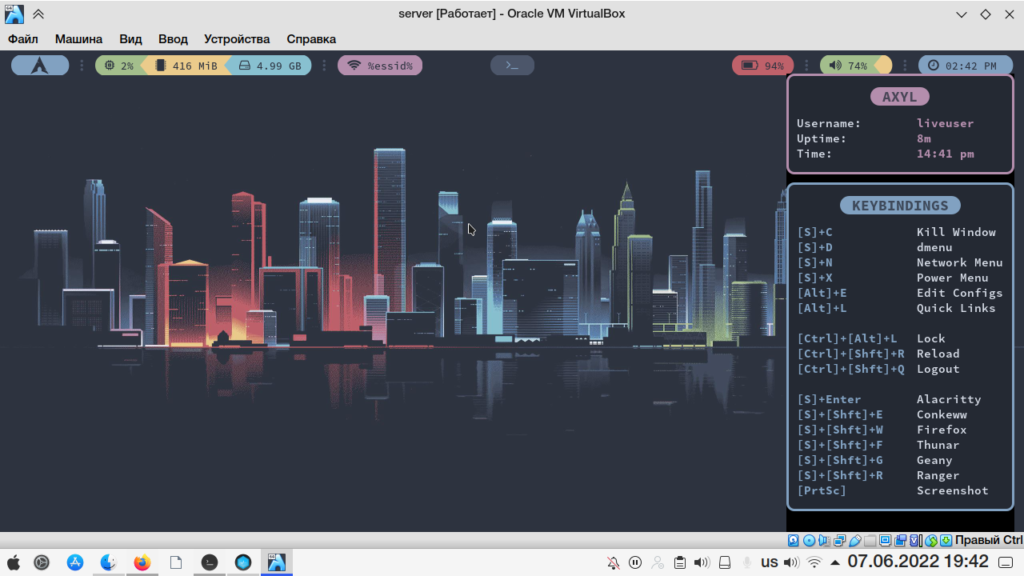 server [Работает] - Oracle VM VirtualBox
Файл Машина Вид Ввод Устройства Справка
2% 416 MiB 4.99 GB %essid% >_ 94% 74% 02:42 PM
AXYL
Username: liveuser
Uptime: 8m
Time: 14:41 pm
KEYBINDINGS
[S]+C Kill Window
[S]+D dmenu
[S]+N Network Menu
[S]+X Power Menu
[Alt]+E Edit Configs
[Alt]+L Quick Links
[Ctrl]+[Alt]+L Lock
[Ctrl]+[Shft]+R Reload
[Ctrl]+[Shft]+Q Logout
[S]+Enter Alacritty
[S]+[Shft]+E Conkeww
[S]+[Shft]+W Firefox
[S]+[Shft]+F Thunar
[S]+[Shft]+G Geany
[S]+[Shft]+R Ranger
[PrtSc] Screenshot
Правый Ctrl
us 07.06.2022 19:42